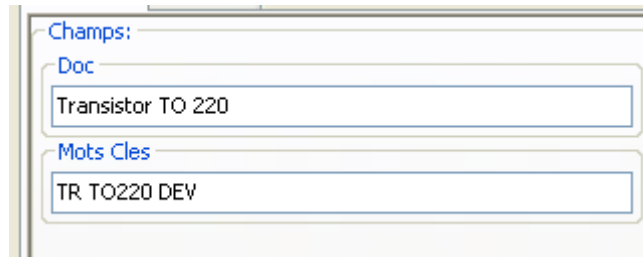 Champs:
Doc
Transistor TO 220
Mots Cles
TR TO220 DEV